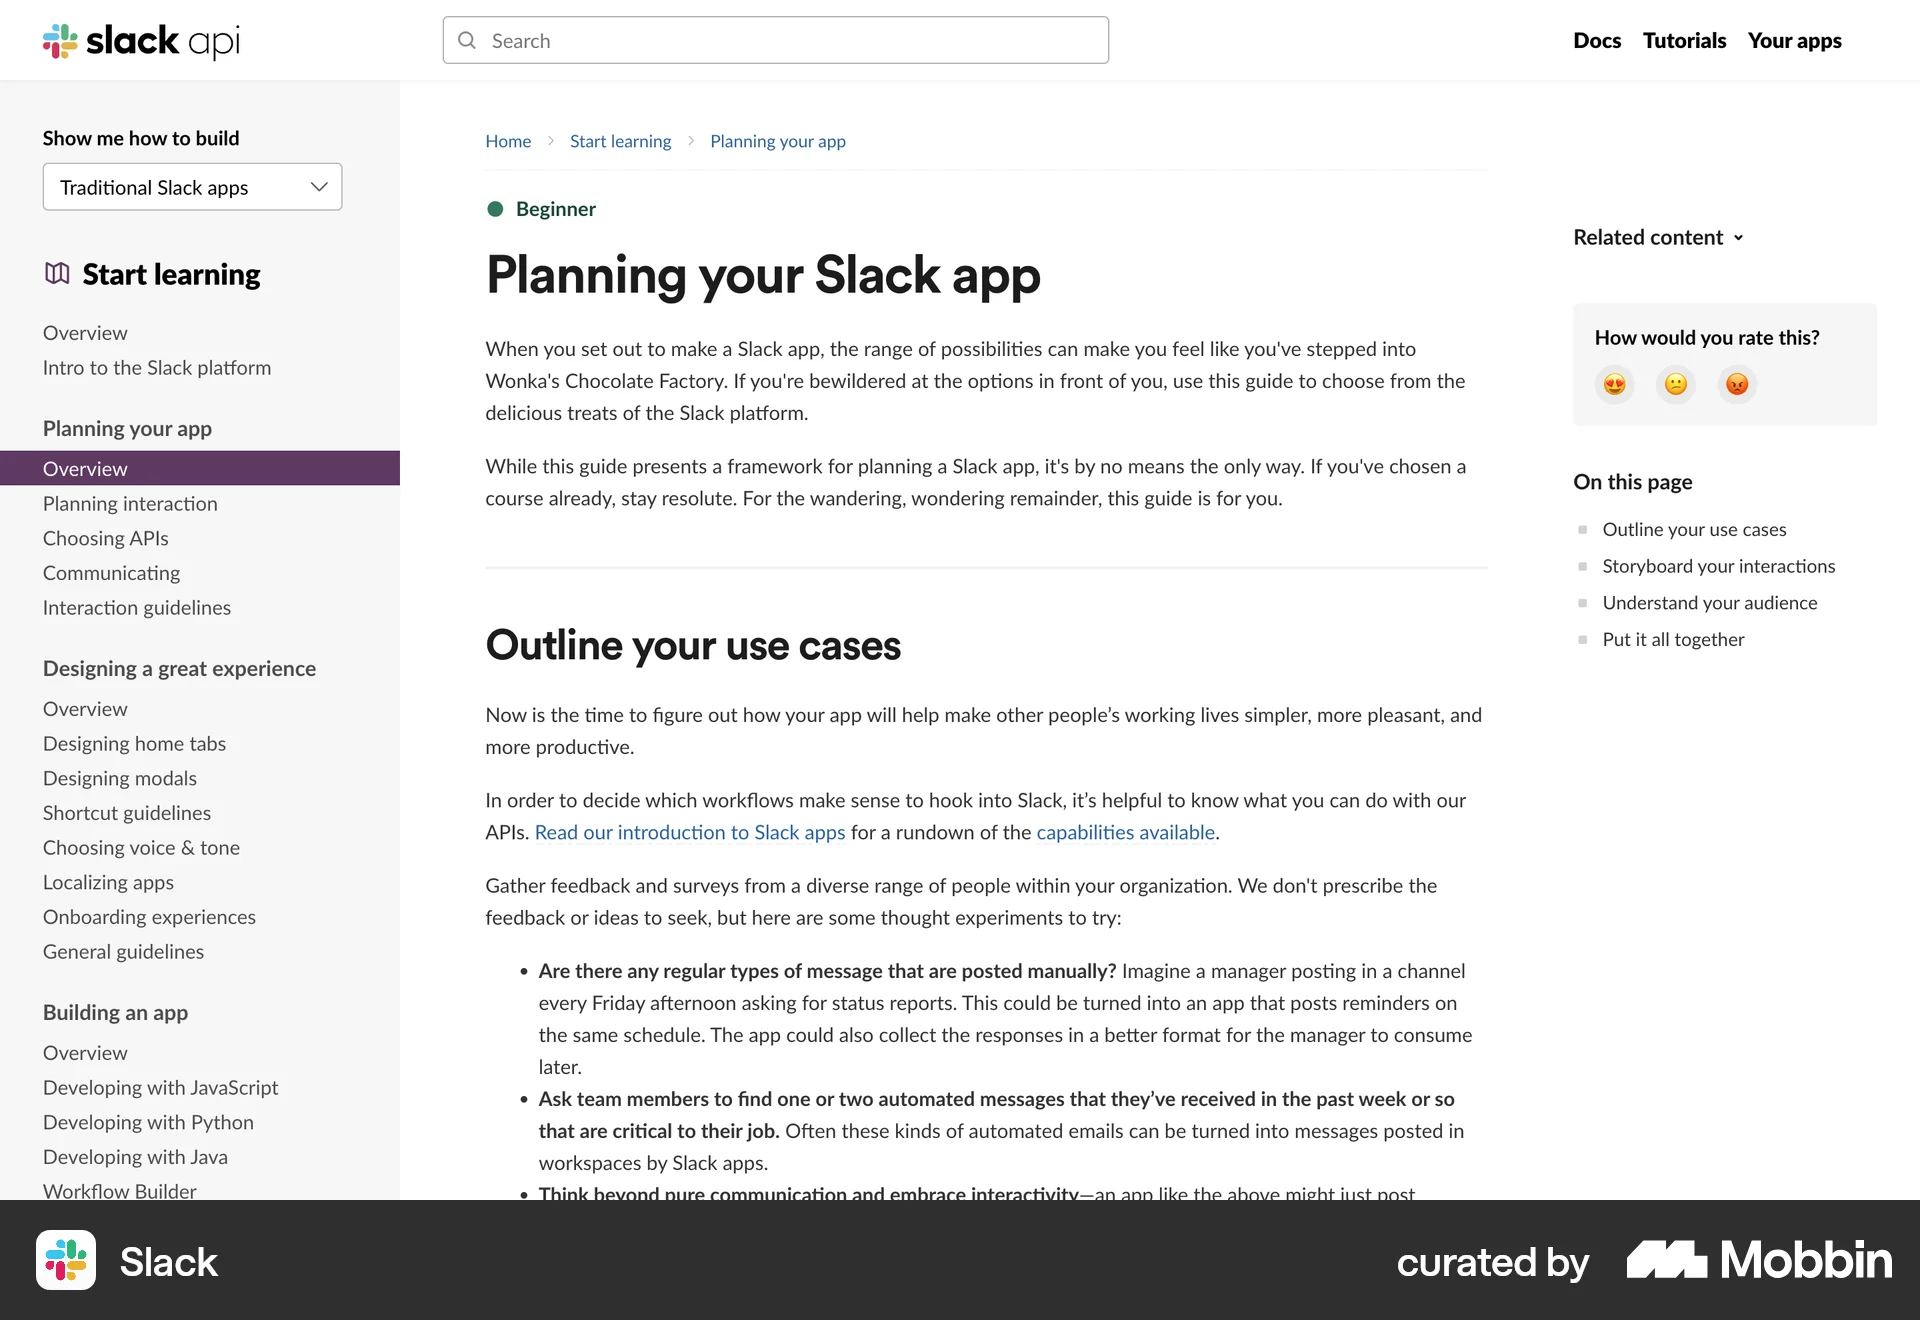 slack api
Search
Docs Tutorials Your apps
Show me how to build
Traditional Slack apps
Start learning
Overview
Intro to the Slack platform
Planning your app
Overview
Planning interaction
Choosing APIs
Communicating
Interaction guidelines
Designing a great experience
Overview
Designing home tabs
Designing modals
Shortcut guidelines
Choosing voice & tone
Localizing apps
Onboarding experiences
General guidelines
Building an app
Overview
Developing with JavaScript
Developing with Python
Developing with Java
Workflow Builder
Home > Start learning > Planning your app
Beginner
Planning your Slack app
When you set out to make a Slack app, the range of possibilities can make you feel like you've stepped into
Wonka's Chocolate Factory. If you're bewildered at the options in front of you, use this guide to choose from the
delicious treats of the Slack platform.
While this guide presents a framework for planning a Slack app, it's by no means the only way. If you've chosen a
course already, stay resolute. For the wandering, wondering remainder, this guide is for you.
Outline your use cases
Now is the time to figure out how your app will help make other people’s working lives simpler, more pleasant, and
more productive.
In order to decide which workflows make sense to hook into Slack, it’s helpful to know what you can do with our
APIs. Read our introduction to Slack apps for a rundown of the capabilities available.
Gather feedback and surveys from a diverse range of people within your organization. We don't prescribe the
feedback or ideas to seek, but here are some thought experiments to try:
• Are there any regular types of message that are posted manually? Imagine a manager posting in a channel
every Friday afternoon asking for status reports. This could be turned into an app that posts reminders on
the same schedule. The app could also collect the responses in a better format for the manager to consume
later.
• Ask team members to find one or two automated messages that they’ve received in the past week or so
that are critical to their job. Often these kinds of automated emails can be turned into messages posted in
workspaces by Slack apps.
• Think beyond pure communication and embrace interactivity—an app like the above might just post
Related content
How would you rate this?
On this page
Outline your use cases
Storyboard your interactions
Understand your audience
Put it all together
Slack
curated by Mobbin